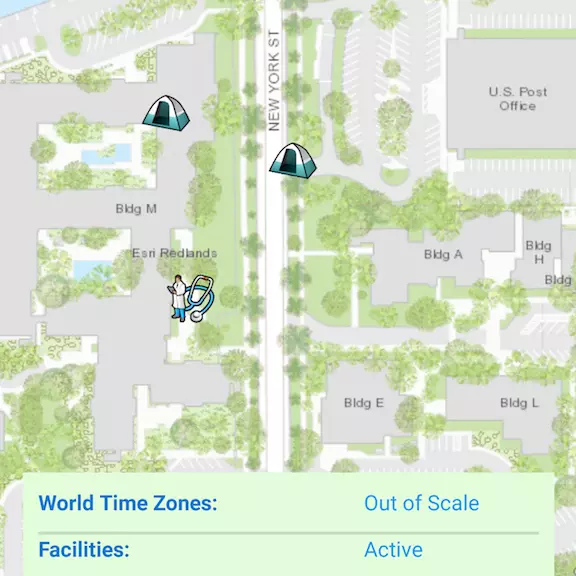 NEW YORK ST
U.S. Post
Office
Bldg M
Esri Redlands
Bldg A
Bldg
H
Bldg
Bldg E
Bldg L
World Time Zones: Out of Scale
Facilities: Active